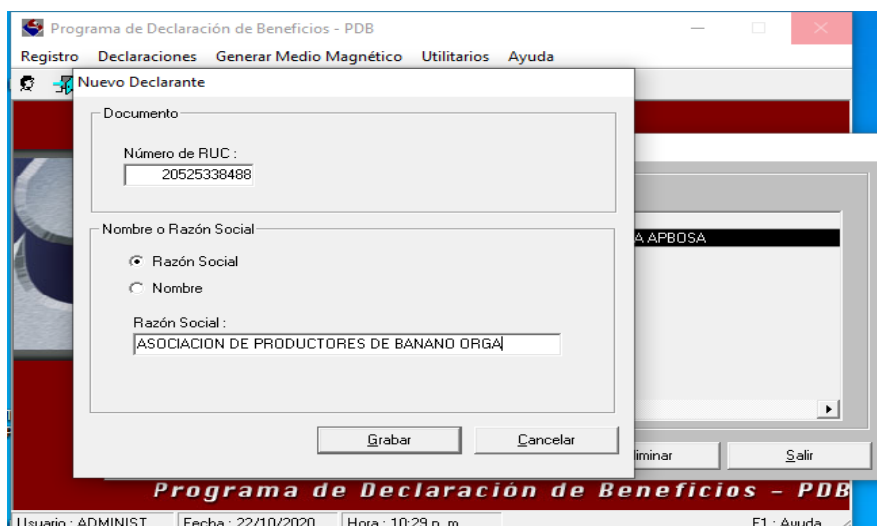 Programa de Declaración de Beneficios - PDB
Registro Declaraciones Generar Medio Magnético Utilitarios Ayuda
Nuevo Declarante
Documento
Número de RUC :
20525338488
Nombre o Razón Social
Razón Social
Nombre
Razón Social :
ASOCIACION DE PRODUCTORES DE BANANO ORGA
A APBOSA
Grabar Cancelar
iminar Salir
Programa de Declaración de Beneficios - PDB
Usuario : ADMINIST Fecha : 22/10/2020 Hora : 10:29 p. m. F1 : Ayuda